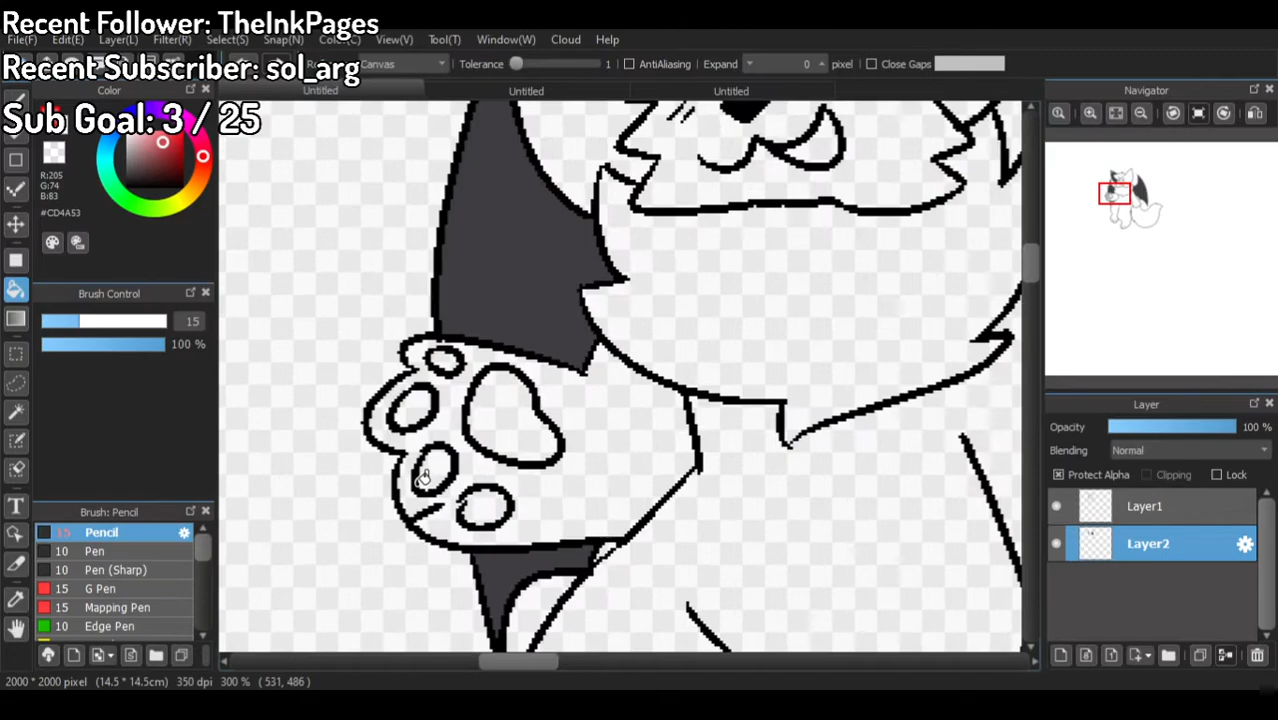 Recent Follower: TheInkPages
File(F) Edit(E) Layer(L) Filter(R) Select(S) Snap(N) Color(C) View(V) Tool(T) Window(W) Cloud Help
Canvas Tolerance 1 AntiAliasing Expand 0 pixel Close Gaps
Recent Subscriber: sol_arg
Color Untitled Untitled Untitled Navigator
Sub Goal: 3 / 25
R:205
G:74
B:83
#CD4A53
Brush Control
15
100 %
Layer
Opacity 100 %
Blending Normal
Protect Alpha Clipping Lock
Layer1
Layer2
Brush: Pencil
15 Pencil
10 Pen
10 Pen (Sharp)
15 G Pen
15 Mapping Pen
10 Edge Pen
2000 * 2000 pixel (14.5 * 14.5cm) 350 dpi 300 % ( 531, 486 )